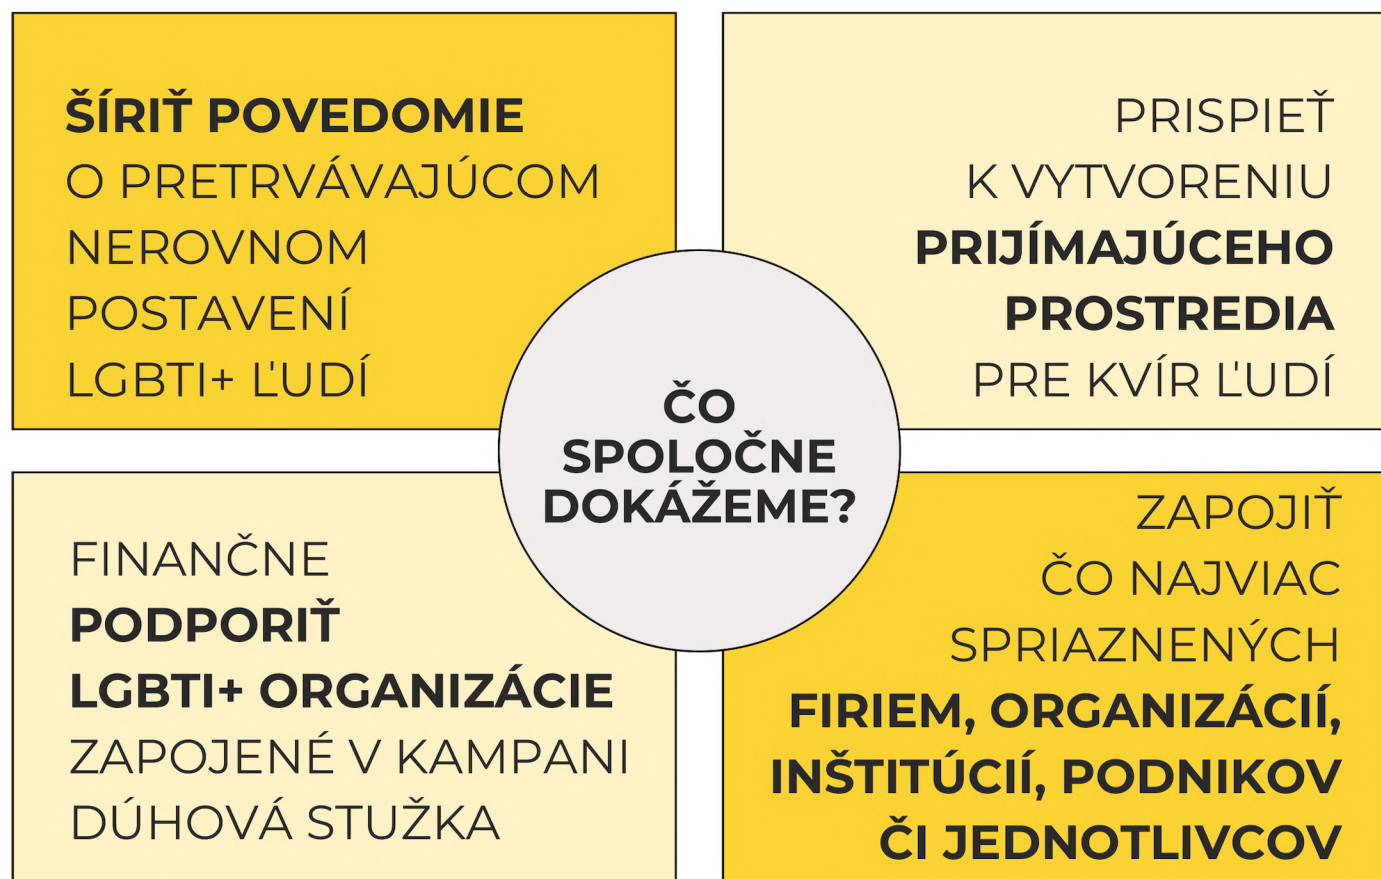 ŠÍRIŤ POVEDOMIE
O PRETRVÁVAJÚCOM
NEROVNOM
POSTAVENÍ
LGBTI+ ĽUDÍ
PRISPIEŤ
K VYTVORENIU
PRIJÍMAJÚCEHO
PROSTREDIA
PRE KVÍR ĽUDÍ
ČO
SPOLOČNE
DOKÁŽEME?
FINANČNE
PODPORIŤ
LGBTI+ ORGANIZÁCIE
ZAPOJENÉ V KAMPANI
DÚHOVÁ STUŽKA
ZAPOJIŤ
ČO NAJVIAC
SPRIAZNENÝCH
FIRIEM, ORGANIZÁCIÍ,
INŠTITÚCIÍ, PODNIKOV
ČI JEDNOTLIVCOV